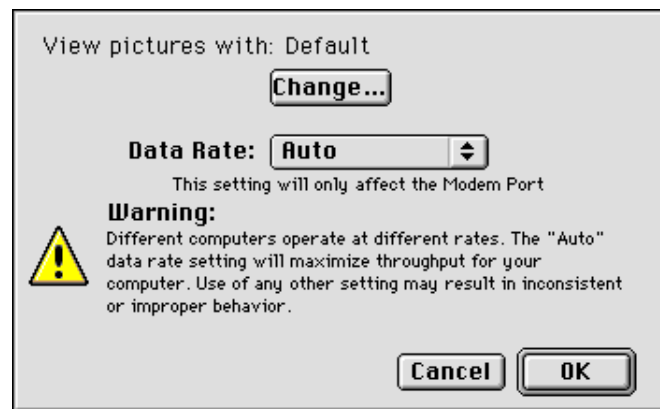 View pictures with: Default
Change...
Data Rate: Auto
This setting will only affect the Modem Port
Warning:
Different computers operate at different rates. The "Auto"
data rate setting will maximize throughput for your
computer. Use of any other setting may result in inconsistent
or improper behavior.
Cancel OK